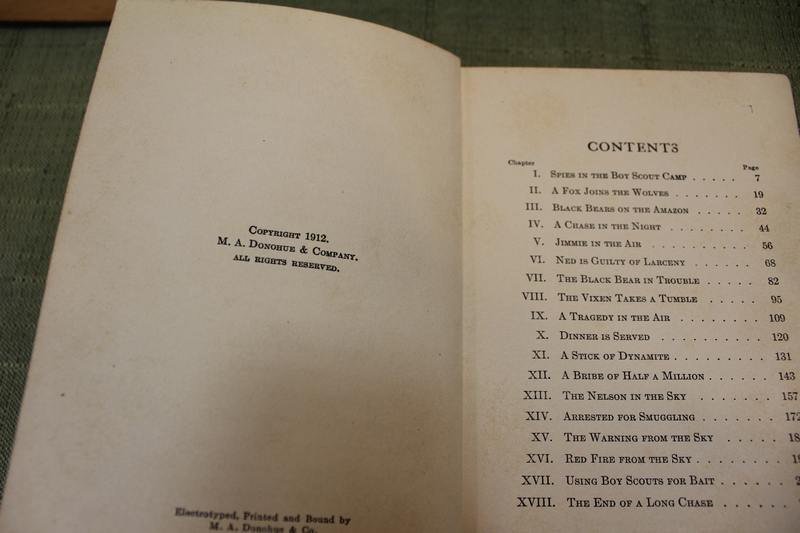 COPYRIGHT 1912.
M. A. DONOHUE & COMPANY.
ALL RIGHTS RESERVED.
Electrotyped, Printed and Bound by
M. A. Donohue & Co.
CONTENTS
Chapter Page
I. SPIES IN THE BOY SCOUT CAMP . . . . . 7
II. A FOX JOINS THE WOLVES . . . . . . . 19
III. BLACK BEARS ON THE AMAZON . . . . . 32
IV. A CHASE IN THE NIGHT . . . . . . . . 44
V. JIMMIE IN THE AIR . . . . . . . . . . 56
VI. NED IS GUILTY OF LARCENY . . . . . . 68
VII. THE BLACK BEAR IN TROUBLE . . . . . 82
VIII. THE VIXEN TAKES A TUMBLE . . . . . 95
IX. A TRAGEDY IN THE AIR . . . . . . . . 109
X. DINNER IS SERVED . . . . . . . . . . 120
XI. A STICK OF DYNAMITE . . . . . . . . . 131
XII. A BRIBE OF HALF A MILLION . . . . . . 143
XIII. THE NELSON IN THE SKY . . . . . . . 157
XIV. ARRESTED FOR SMUGGLING . . . . . . . 172
XV. THE WARNING FROM THE SKY . . . . . 18
XVI. RED FIRE FROM THE SKY . . . . . . . .
XVII. USING BOY SCOUTS FOR BAIT . . . . . .
XVIII. THE END OF A LONG CHASE . . . . . .